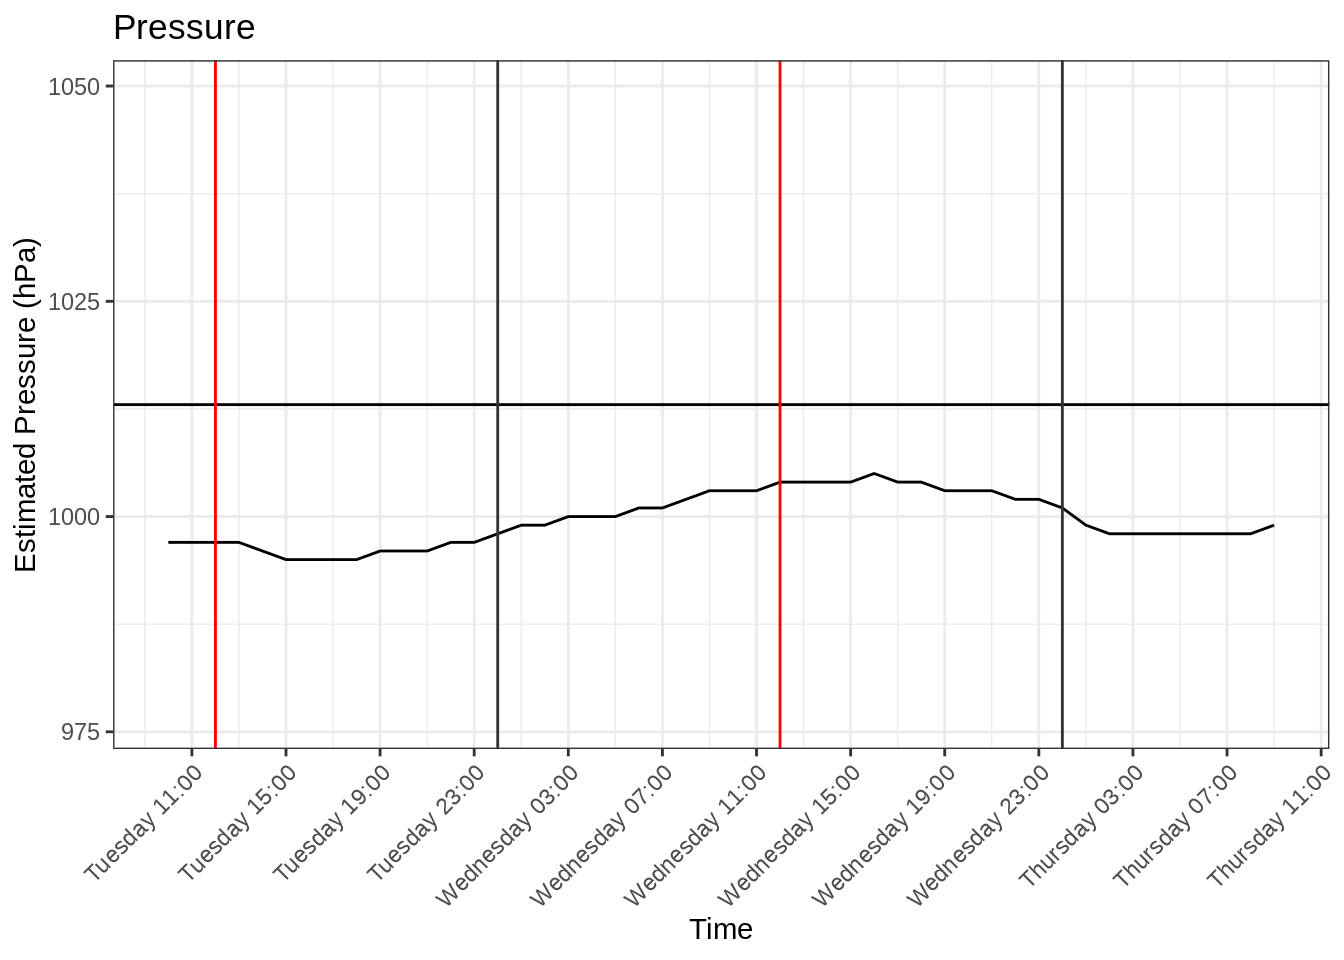 Pressure
Estimated Pressure (hPa)
1050
1025
1000
975
Tuesday 11:00
Tuesday 15:00
Tuesday 19:00
Tuesday 23:00
Wednesday 03:00
Wednesday 07:00
Wednesday 11:00
Wednesday 15:00
Wednesday 19:00
Wednesday 23:00
Thursday 03:00
Thursday 07:00
Thursday 11:00
Time